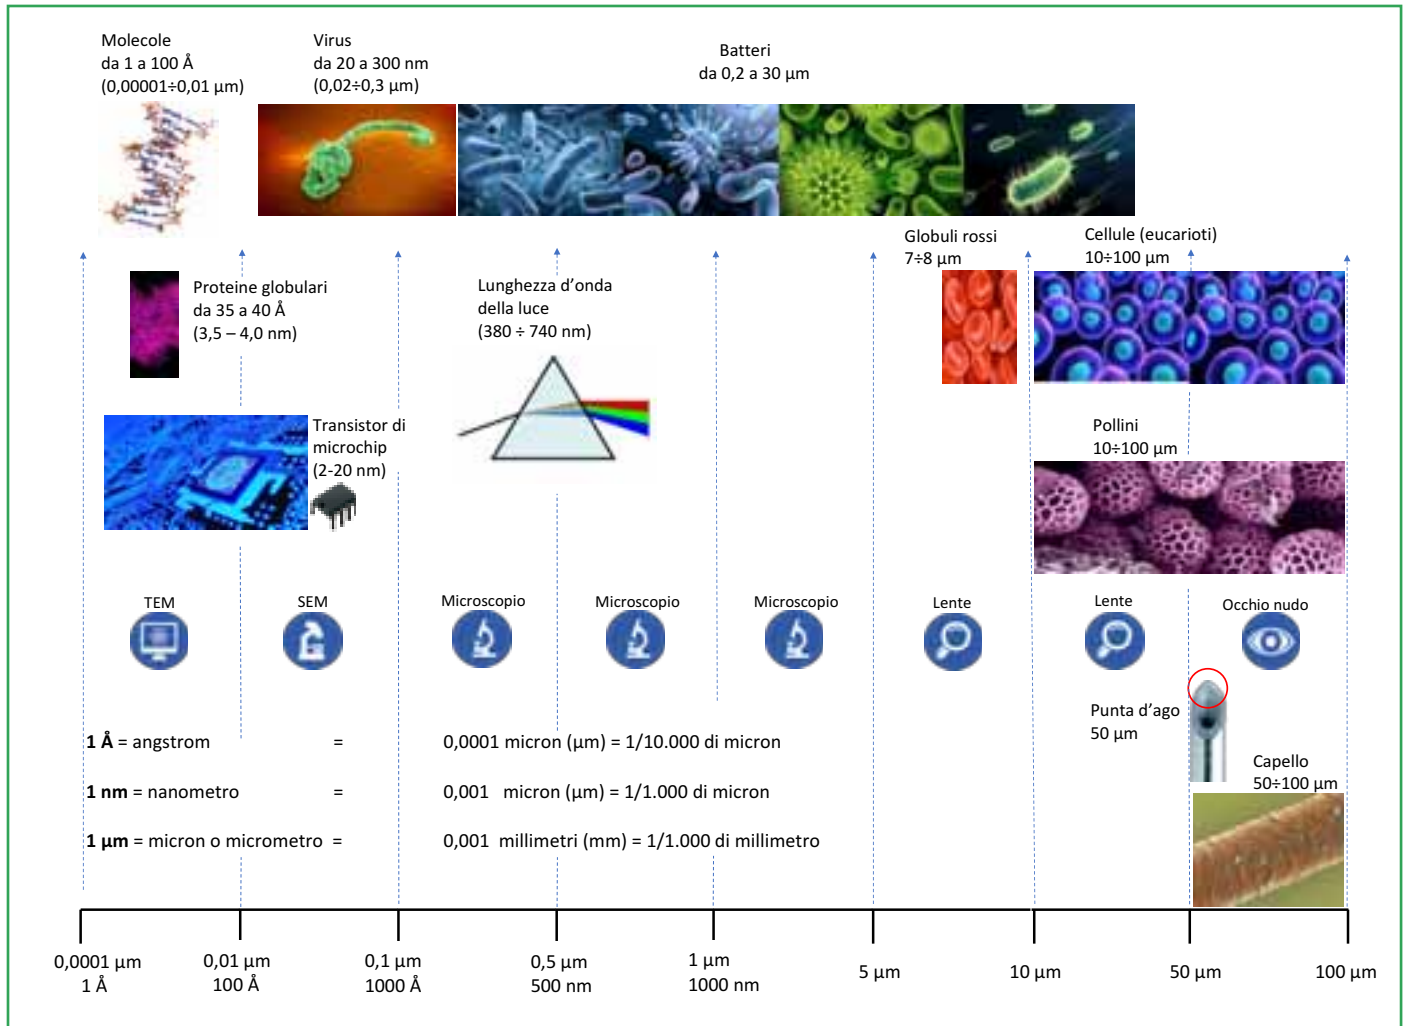 Molecole
da 1 a 100 Å
(0,00001÷0,01 µm)
Virus
da 20 a 300 nm
(0,02÷0,3 µm)
Batteri
da 0,2 a 30 µm
Globuli rossi
7÷8 µm
Cellule (eucarioti)
10÷100 µm
Proteine globulari
da 35 a 40 Å
(3,5 – 4,0 nm)
Lunghezza d’onda
della luce
(380 ÷ 740 nm)
Transistor di
microchip
(2-20 nm)
Pollini
10÷100 µm
TEM
SEM
Microscopio
Microscopio
Microscopio
Lente
Lente
Occhio nudo
Punta d’ago
50 µm
Capello
50÷100 µm
1 Å = angstrom = 0,0001 micron (µm) = 1/10.000 di micron
1 nm = nanometro = 0,001 micron (µm) = 1/1.000 di micron
1 µm = micron o micrometro = 0,001 millimetri (mm) = 1/1.000 di millimetro
0,0001 µm
1 Å
0,01 µm
100 Å
0,1 µm
1000 Å
0,5 µm
500 nm
1 µm
1000 nm
5 µm
10 µm
50 µm
100 µm